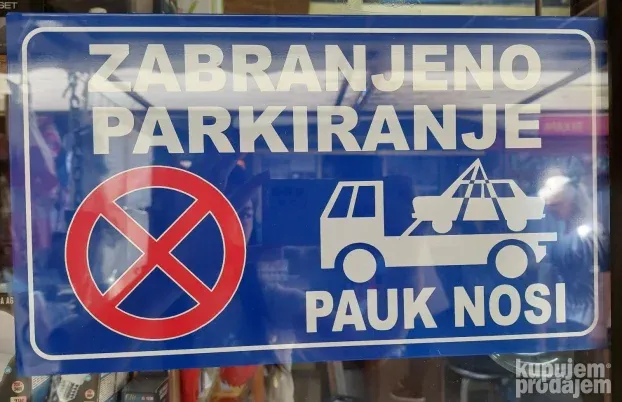 ZABRANJENO
PARKIRANJE
PAUK NOSI
kupujem
prodajem